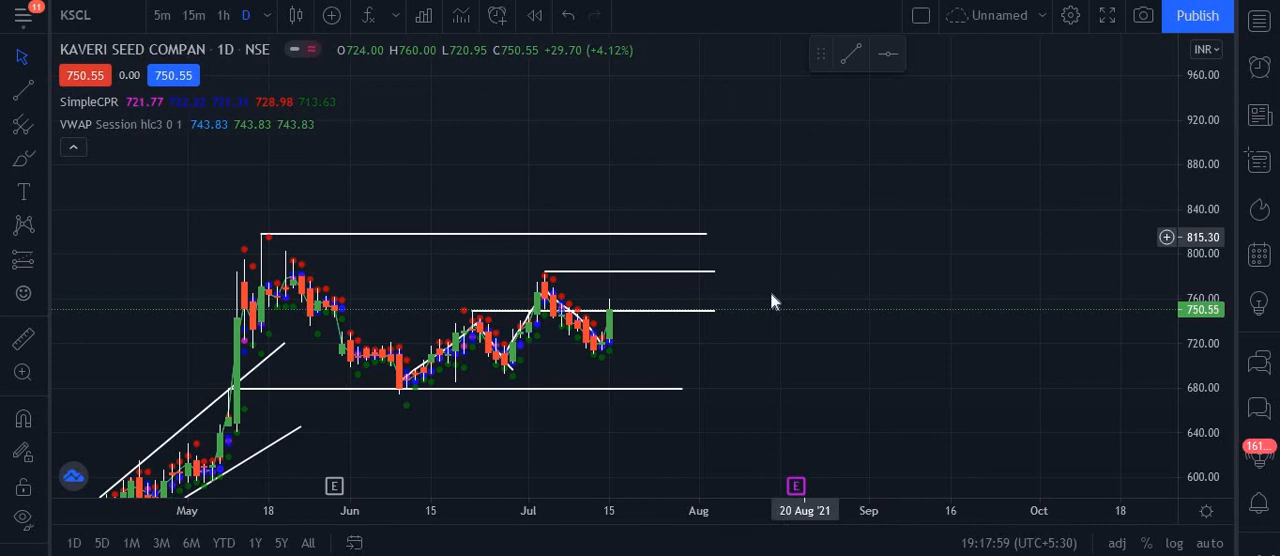 11
KSCL 5m 15m 1h D Unnamed Publish
KAVERI SEED COMPAN · 1D · NSE O724.00 H760.00 L720.95 C750.55 +29.70 (+4.12%) INR
750.55 0.00 750.55
SimpleCPR 721.77 728.98 713.63
VWAP Session hlc3 0 1 743.83 743.83 743.83
960.00
920.00
880.00
840.00
815.30
800.00
760.00
750.55
720.00
680.00
640.00
600.00
161...
E E
May 18 Jun 15 Jul 15 Aug 20 Aug '21 Sep 16 Oct 18
1D 5D 1M 3M 6M YTD 1Y 5Y All 19:17:59 (UTC+5:30) adj % log auto